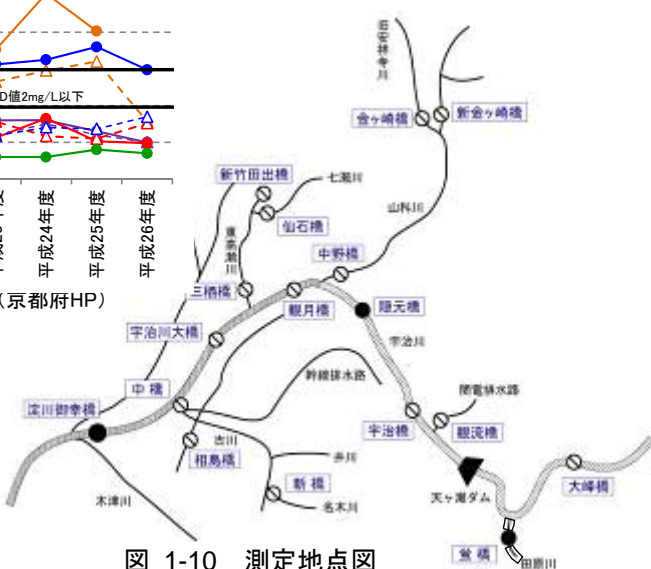 D値2mg/L以下
平成24年度
平成25年度
平成26年度
(京都府HP)
旧安祥寺川
金ヶ崎橋
新金ヶ崎橋
新竹田出橋
七瀬川
仙石橋
山科川
東高瀬川
中野橋
三栖橋
観月橋
隠元橋
宇治川大橋
宇治川
幹線排水路
関電排水路
中橋
淀川御幸橋
宇治橋
観流橋
古川
相島橋
井川
大峰橋
新橋
天ヶ瀬ダム
木津川
名木川
蛍橋
田原川
図 1-10 測定地点図